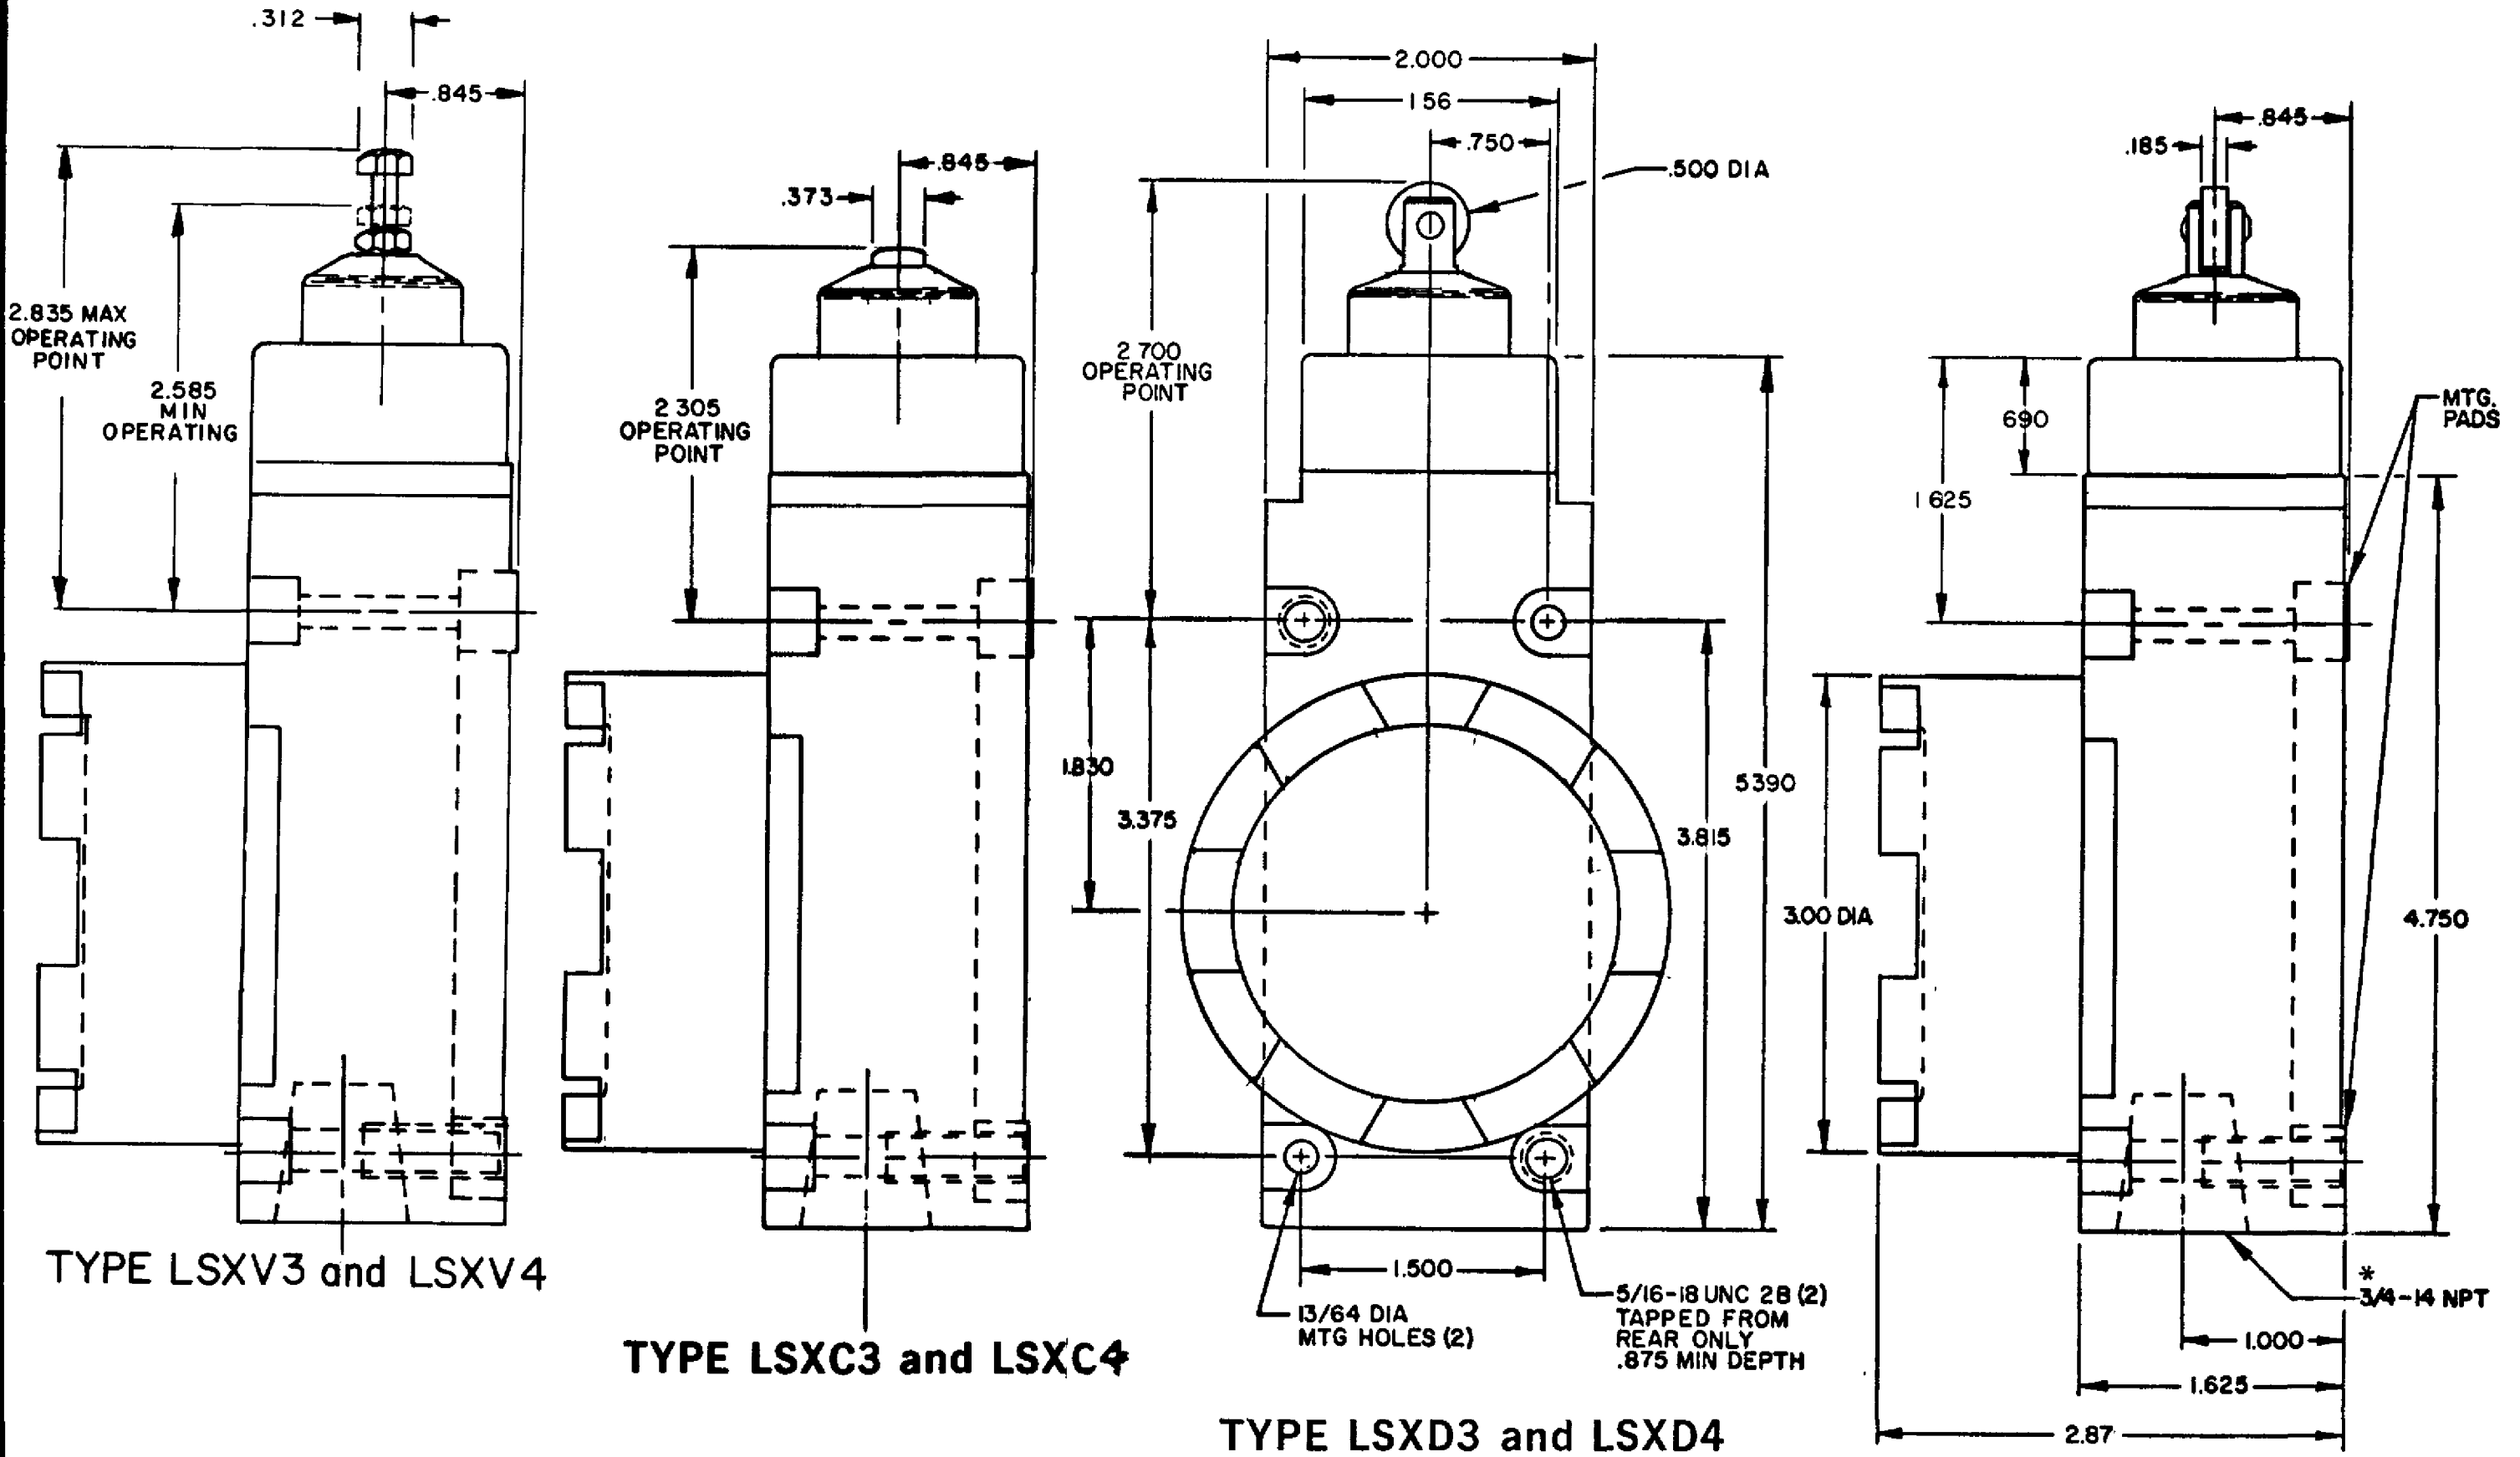 .312
.845
2.835 MAX
OPERATING
POINT
2.585
MIN
OPERATING
TYPE LSXV3 and LSXV4
.845
.373
2 305
OPERATING
POINT
TYPE LSXC3 and LSXC4
2.000
1 56
.750
.500 DIA
2 700
OPERATING
POINT
1.830
3.375
5390
3.815
1.500
13/64 DIA
MTG HOLES (2)
5/16-18 UNC 2B (2)
TAPPED FROM
REAR ONLY
.875 MIN DEPTH
TYPE LSXD3 and LSXD4
.845
.185
MTG.
PADS
690
1 625
3.00 DIA
4.750
*
3/4-14 NPT
1.000
1.625
2.87